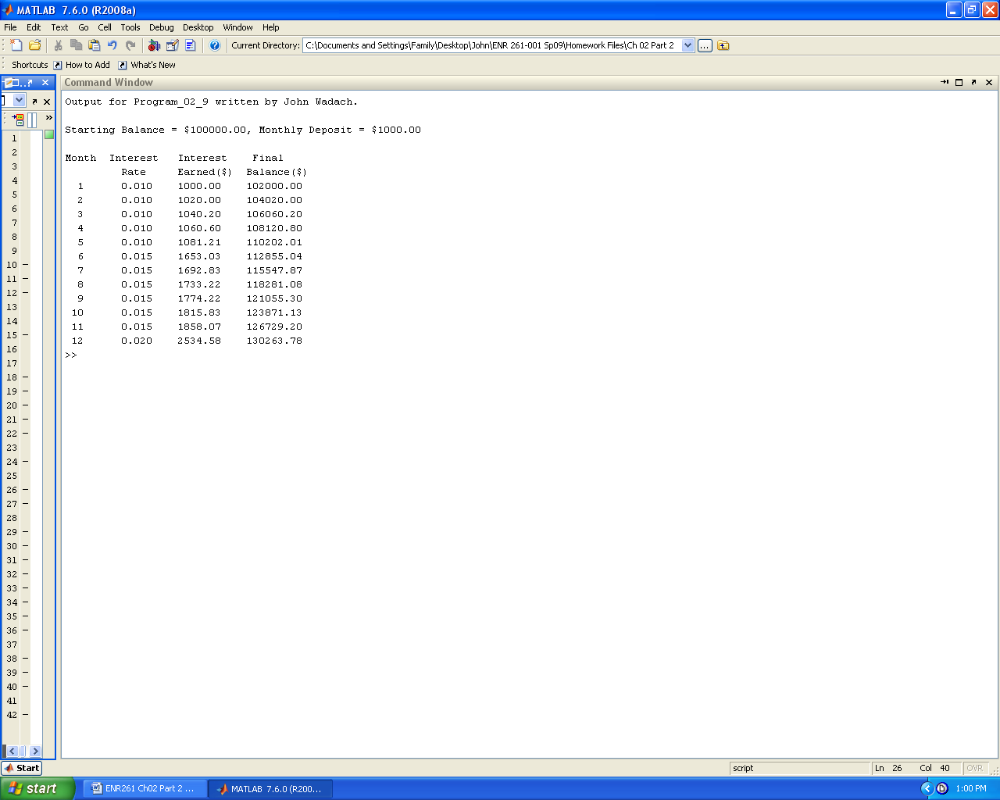 MATLAB 7.6.0 (R2008a)
File Edit Text Go Cell Tools Debug Desktop Window Help
Current Directory: C:\Documents and Settings\Family\Desktop\John\ENR 261-001 Sp09\Homework Files\Ch 02 Part 2 ...
Shortcuts How to Add What's New
Command Window
Output for Program_02_9 written by John Wadach.
Starting Balance = $100000.00, Monthly Deposit = $1000.00
Month Interest Interest Final
Rate Earned($) Balance($)
1 0.010 1000.00 102000.00
2 0.010 1020.00 104020.00
3 0.010 1040.20 106060.20
4 0.010 1060.60 108120.80
5 0.010 1081.21 110202.01
6 0.015 1653.03 112855.04
7 0.015 1692.83 115547.87
8 0.015 1733.22 118281.08
9 0.015 1774.22 121055.30
10 0.015 1815.83 123871.13
11 0.015 1858.07 126729.20
12 0.020 2534.58 130263.78
>>
1
2
3
4
5
6
7
8
9
10 –
11 –
12 –
13
14
15 –
16
17
18 –
19 –
20 –
21 –
22 –
23
24 –
25
26 –
27 –
28
29 –
30 –
31 –
32 –
33 –
34 –
35 –
36 –
37
38 –
39 –
40 –
41
42 –
Start script Ln 26 Col 40 OVR
start ENR261 Ch02 Part 2 ... MATLAB 7.6.0 (R200... 1:00 PM